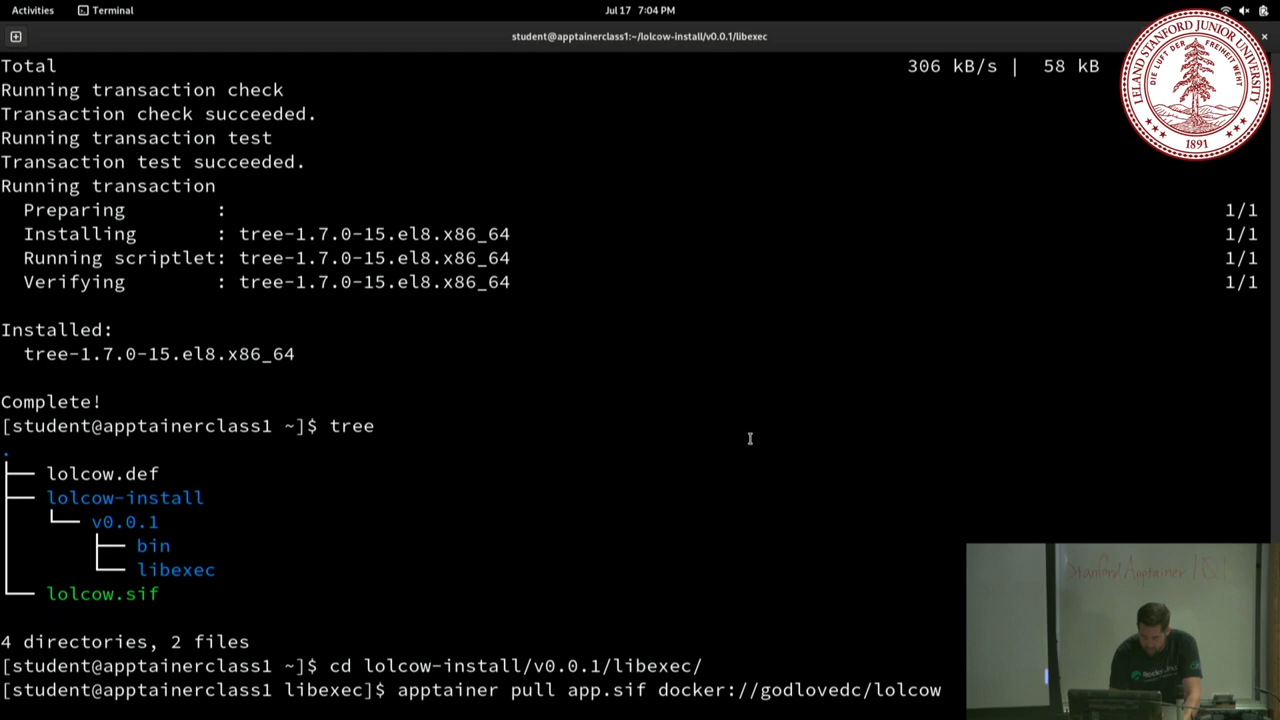 Activities
Terminal
Jul 17 7:04 PM
student@apptainerclass1:~/lolcow-install/v0.0.1/libexec
Total 306 kB/s | 58 kB
Running transaction check
Transaction check succeeded.
Running transaction test
Transaction test succeeded.
Running transaction
Preparing : 1/1
Installing : tree-1.7.0-15.el8.x86_64 1/1
Running scriptlet: tree-1.7.0-15.el8.x86_64 1/1
Verifying : tree-1.7.0-15.el8.x86_64 1/1
Installed:
tree-1.7.0-15.el8.x86_64
Complete!
[student@apptainerclass1 ~]$ tree
.
├── lolcow.def
├── lolcow-install
│   └── v0.0.1
│       ├── bin
│       └── libexec
└── lolcow.sif
4 directories, 2 files
[student@apptainerclass1 ~]$ cd lolcow-install/v0.0.1/libexec/
[student@apptainerclass1 libexec]$ apptainer pull app.sif docker://godlovedc/lolcow
LELAND STANFORD JUNIOR UNIVERSITY
DIE LUFT DER FREIHEIT WEHT
1891
Stanford Apptainer